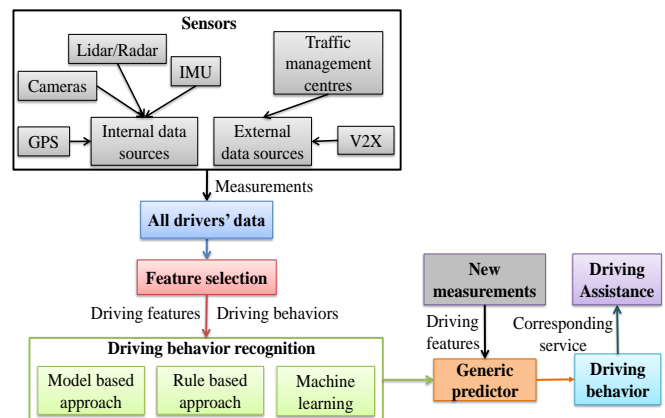 Sensors
Lidar/Radar
IMU
Cameras
GPS
Internal data
sources
Traffic
management
centres
External
data sources
V2X
Measurements
All drivers' data
Feature selection
Driving features
Driving behaviors
Driving behavior recognition
Model based
approach
Rule based
approach
Machine
learning
New
measurements
Driving
features
Generic
predictor
Driving
Assistance
Corresponding
service
Driving
behavior